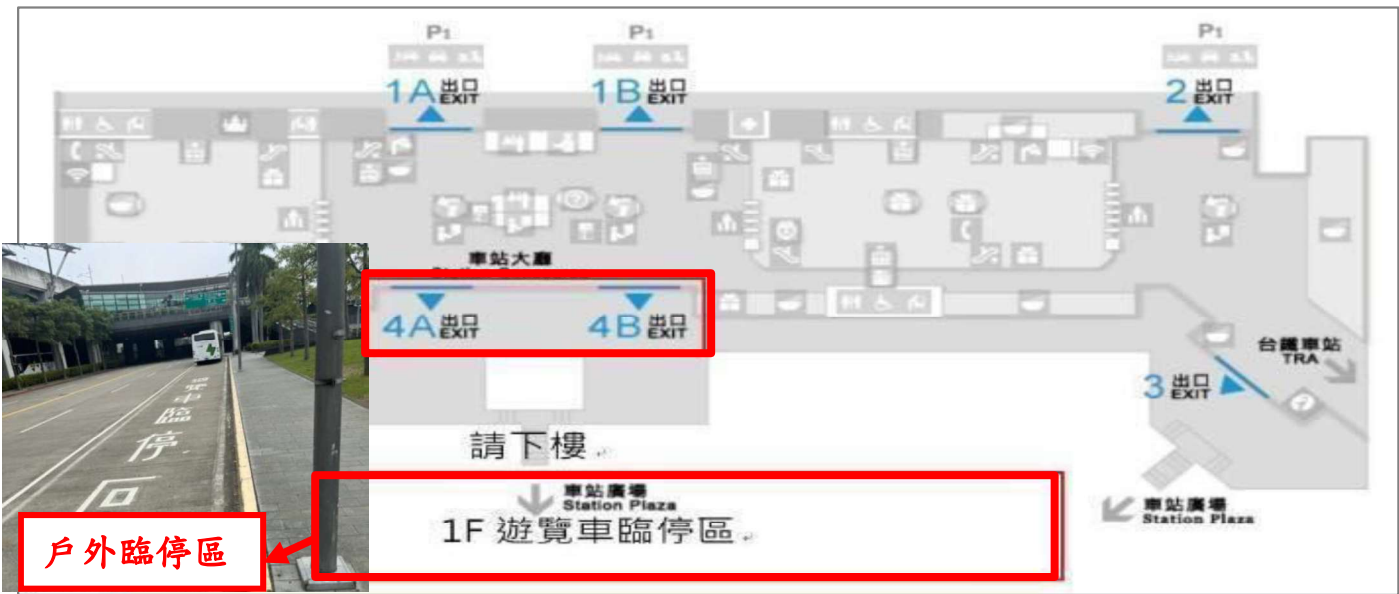 P1
P1
P1
1A 出口 EXIT
1B 出口 EXIT
2 出口 EXIT
車站大廳
4A 出口 EXIT
4B 出口 EXIT
台鐵車站
TRA
3 出口 EXIT
請下樓
車站廣場
Station Plaza
1F 遊覽車臨停區
車站廣場
Station Plaza
車
臨
停
區
戶外臨停區